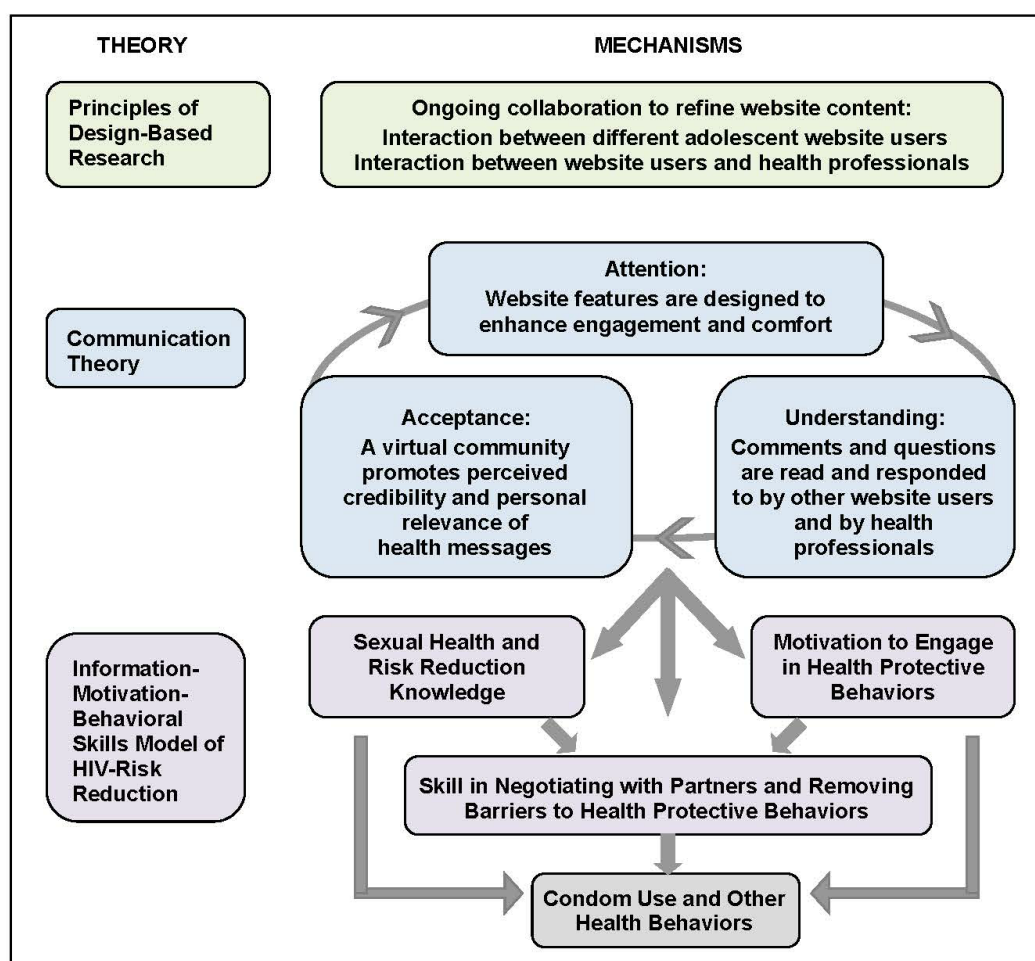 THEORY
MECHANISMS
Principles of
Design-Based
Research
Ongoing collaboration to refine website content:
Interaction between different adolescent website users
Interaction between website users and health professionals
Communication
Theory
Attention:
Website features are designed to
enhance engagement and comfort
Acceptance:
A virtual community
promotes perceived
credibility and personal
relevance of
health messages
Understanding:
Comments and questions
are read and responded
to by other website users
and by health
professionals
Information-
Motivation-
Behavioral
Skills Model of
HIV-Risk
Reduction
Sexual Health and
Risk Reduction
Knowledge
Motivation to Engage
in Health Protective
Behaviors
Skill in Negotiating with Partners and Removing
Barriers to Health Protective Behaviors
Condom Use and Other
Health Behaviors